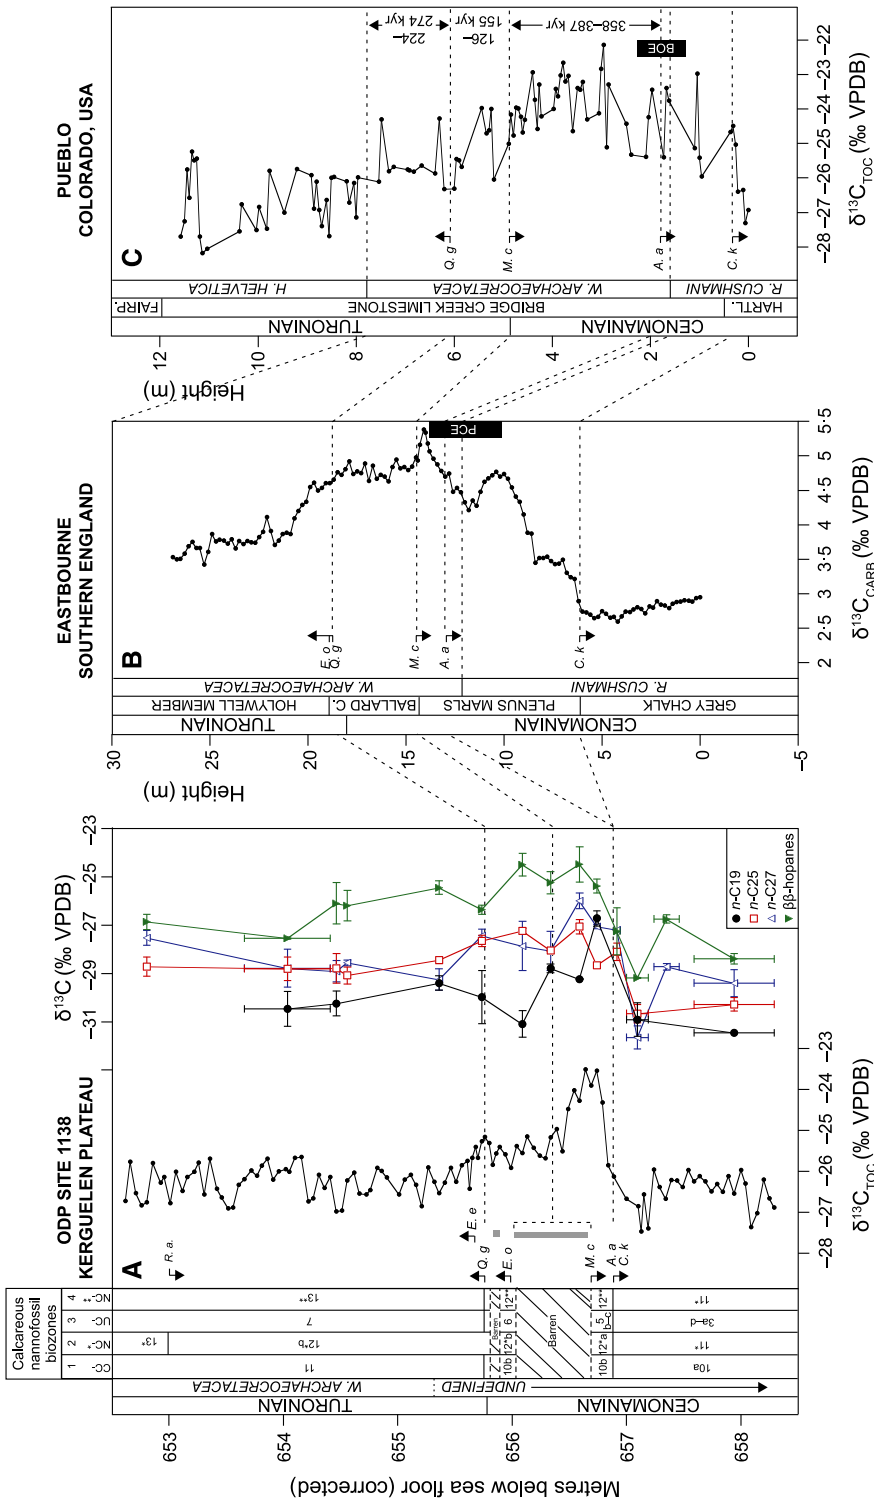 A
ODP SITE 1138
KERGUELEN PLATEAU
Metres below sea floor (corrected)
653
654
655
656
657
658
TURONIAN
CENOMANIAN
W. ARCHAEOCRETACEA
UNDEFINED
Calcareous
nannofossil
biozones
1
2
3
4
CC-
NC-*
UC-
NC-**
11
10b
10b
10a
13*
12*b
12*b
12*a
11*
7
6
5
b–c
3a-d
13**
12**
12**
11*
Barren
Barren
R. a.
E. e
Q. g
E. o
M. c
A. a
C. k
−28
−27
−26
−25
−24
−23
δ13CTOC (‰ VPDB)
−31
−29
−27
−25
−23
δ13C (‰ VPDB)
n-C19
n-C25
n-C27
ββ-hopanes
B
EASTBOURNE
SOUTHERN ENGLAND
Height (m)
30
25
20
15
10
5
0
−5
TURONIAN
CENOMANIAN
HOLYWELL MEMBER
BALLARD C.
PLENUS MARLS
GREY CHALK
W. ARCHAEOCRETACEA
R. CUSHMANI
E. o
Q. g
M. c
A. a
C. k
PCE
2
2·5
3
3·5
4
4·5
5
5·5
δ13CCARB (‰ VPDB)
C
PUEBLO
COLORADO, USA
Height (m)
12
10
8
6
4
2
0
TURONIAN
CENOMANIAN
FAIRP.
BRIDGE CREEK LIMESTONE
HARTL.
H. HELVETICA
W. ARCHAEOCRETACEA
R. CUSHMANI
Q. g
M. c
A. a
C. k
224–
274 kyr
126–
155 kyr
358–387 kyr
BOE
−28
−27
−26
−25
−24
−23
−22
δ13CTOC (‰ VPDB)